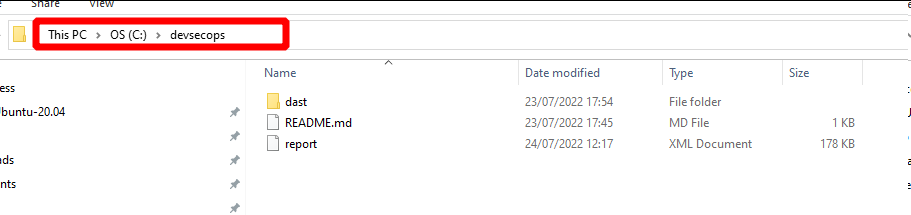 Share View
This PC > OS (C:) > devsecops
Name Date modified Type Size
ess
buntu-20.04
nds
nts
dast 23/07/2022 17:54 File folder
README.md 23/07/2022 17:45 MD File 1 KB
report 24/07/2022 12:17 XML Document 178 KB